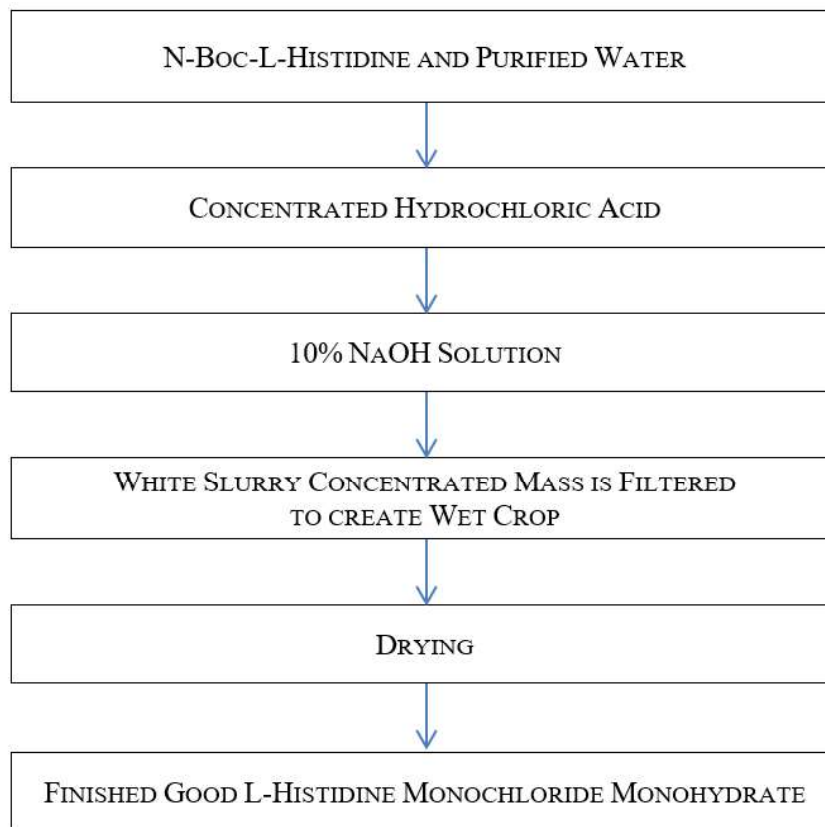 N-Boc-L-Histidine and Purified Water
Concentrated Hydrochloric Acid
10% NaOH Solution
White Slurry Concentrated Mass is Filtered
to create Wet Crop
Drying
Finished Good L-Histidine Monochloride Monohydrate